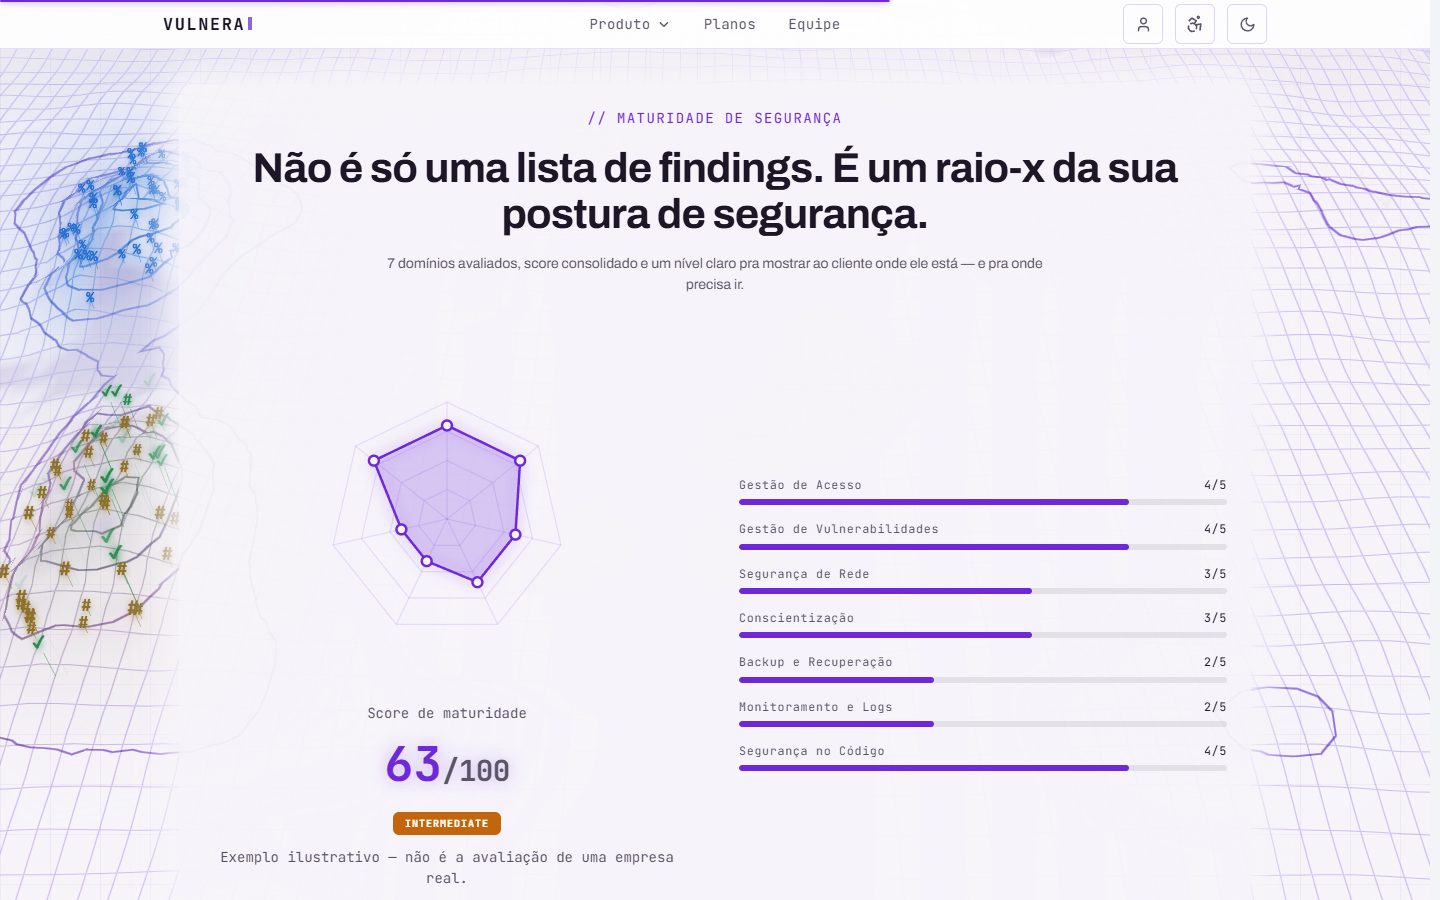 VULNERA
Produto
Planos
Equipe
// MATURIDADE DE SEGURANÇA
Não é só uma lista de findings. É um raio-x da sua
postura de segurança.
7 domínios avaliados, score consolidado e um nível claro pra mostrar ao cliente onde ele está — e pra onde
precisa ir.
Gestão de Acesso 4/5
Gestão de Vulnerabilidades 4/5
Segurança de Rede 3/5
Conscientização 3/5
Backup e Recuperação 2/5
Monitoramento e Logs 2/5
Segurança no Código 4/5
Score de maturidade
63/100
INTERMEDIATE
Exemplo ilustrativo — não é a avaliação de uma empresa
real.